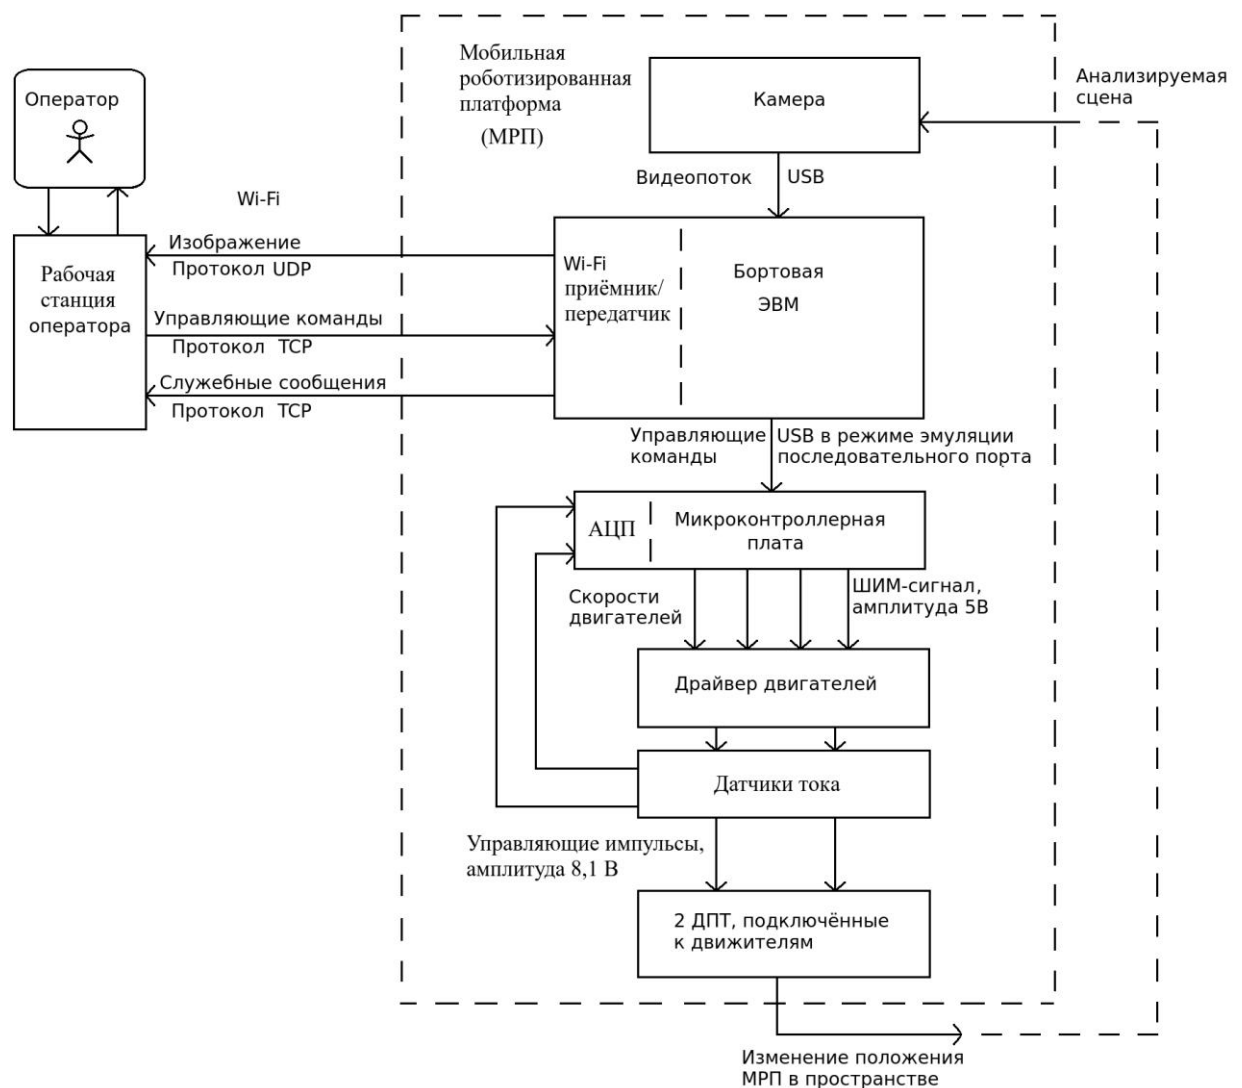 Мобильная
роботизированная
платформа
(МРП)
Камера
Анализируемая
сцена
Оператор
Видеопоток
USB
Wi-Fi
Изображение
Протокол UDP
Рабочая
станция
оператора
Управляющие команды
Протокол TCP
Служебные сообщения
Протокол TCP
Wi-Fi
приёмник/
передатчик
Бортовая
ЭВМ
Управляющие
команды
USB в режиме эмуляции
последовательного порта
АЦП
Микроконтроллерная
плата
Скорости
двигателей
ШИМ-сигнал,
амплитуда 5В
Драйвер двигателей
Датчики тока
Управляющие импульсы,
амплитуда 8,1 В
2 ДПТ, подключённые
к движителям
Изменение положения
МРП в пространстве